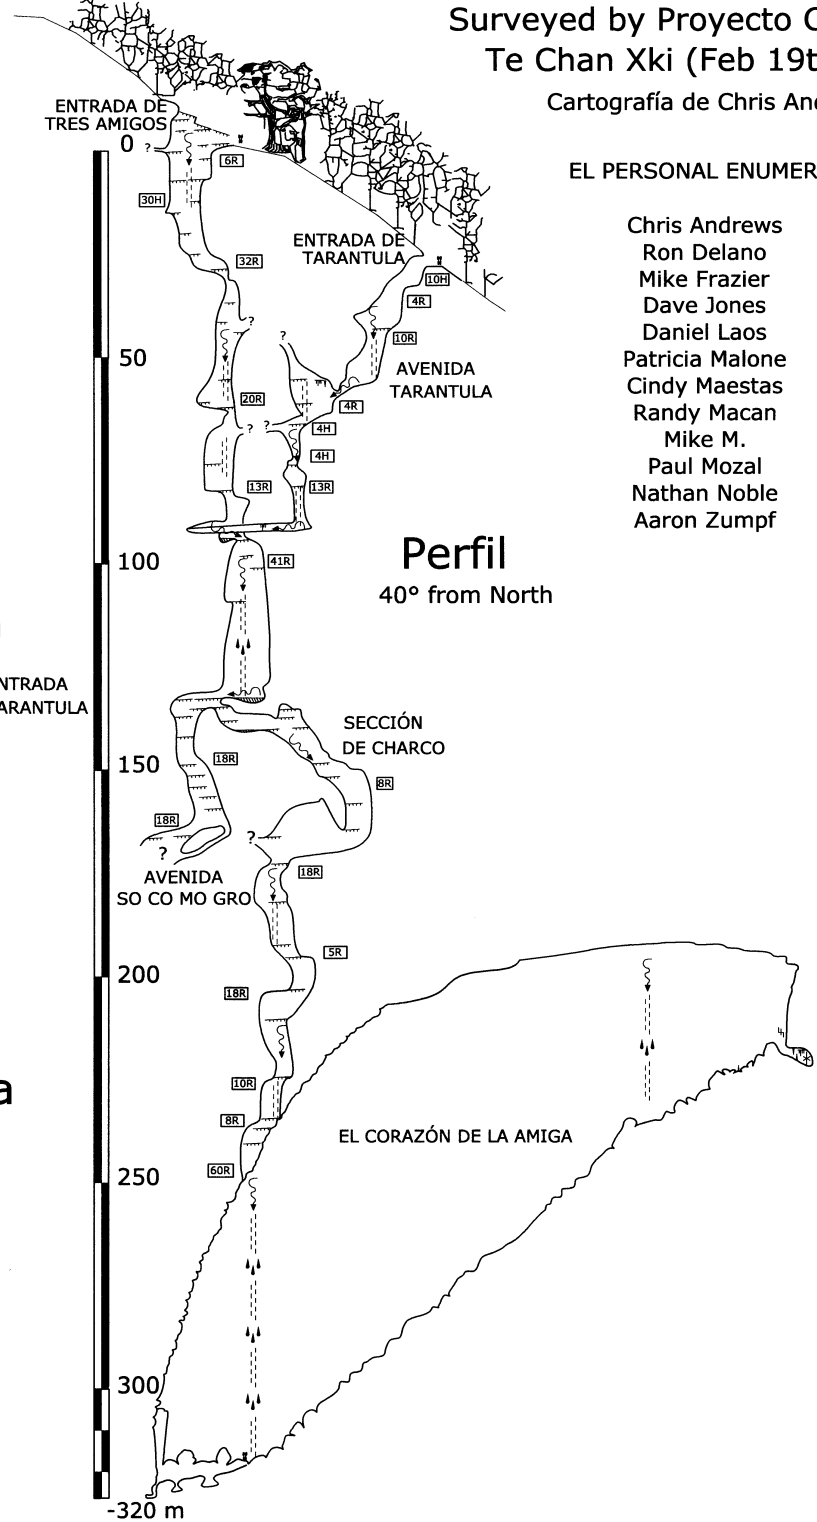 Surveyed by Proyecto
Te Chan Xki (Feb 19t
Cartografía de Chris An
EL PERSONAL ENUMER
Chris Andrews
Ron Delano
Mike Frazier
Dave Jones
Daniel Laos
Patricia Malone
Cindy Maestas
Randy Macan
Mike M.
Paul Mozal
Nathan Noble
Aaron Zumpf
ENTRADA DE
TRES AMIGOS
0
?
6R
30H
32R
ENTRADA DE
TARANTULA
10H
4R
10R
?
?
50
AVENIDA
TARANTULA
20R
4R
? ?
4H
4H
13R
13R
100
41R
Perfil
40° from North
NTRADA
ARANTULA
SECCIÓN
DE CHARCO
150
18R
8R
18R
?
?
AVENIDA
SO CO MO GRO
18R
5R
200
18R
10R
8R
a
EL CORAZÓN DE LA AMIGA
250
60R
300
-320 m